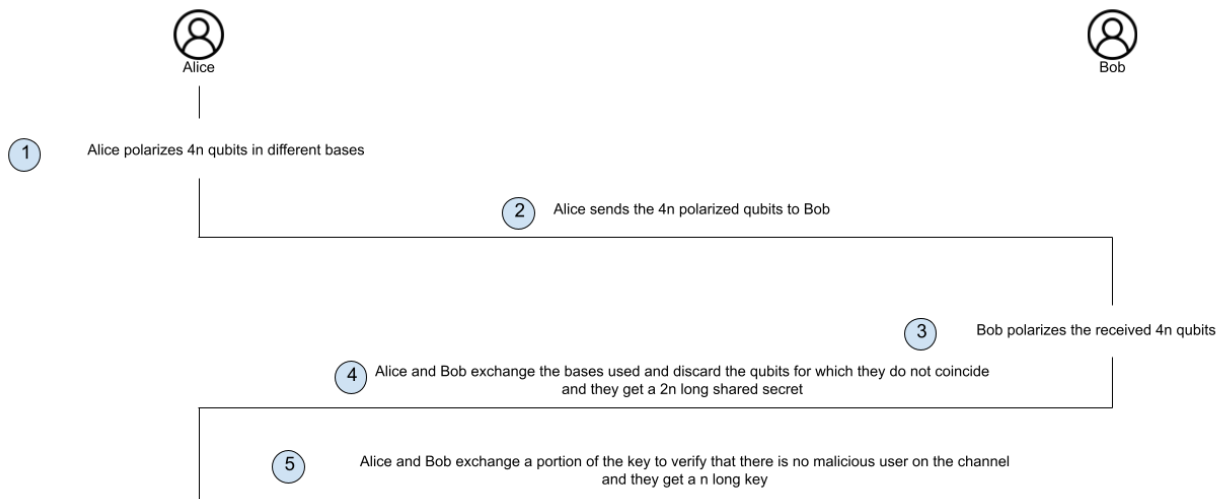 Alice
Bob
1
Alice polarizes 4n qubits in different bases
2
Alice sends the 4n polarized qubits to Bob
3
Bob polarizes the received 4n qubits
4
Alice and Bob exchange the bases used and discard the qubits for which they do not coincide
and they get a 2n long shared secret
5
Alice and Bob exchange a portion of the key to verify that there is no malicious user on the channel
and they get a n long key